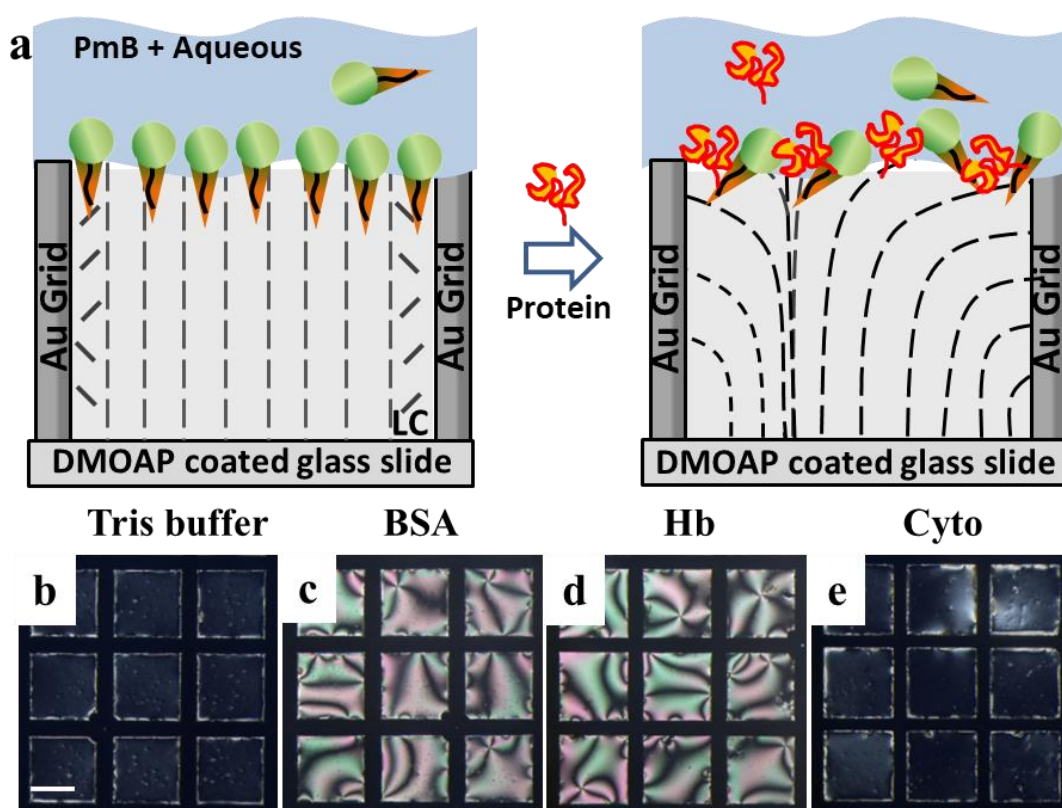 a
PmB + Aqueous
Au Grid
Au Grid
LC
DMOAP coated glass slide
Protein
Au Grid
Au Grid
DMOAP coated glass slide
Tris buffer
BSA
Hb
Cyto
b
c
d
e